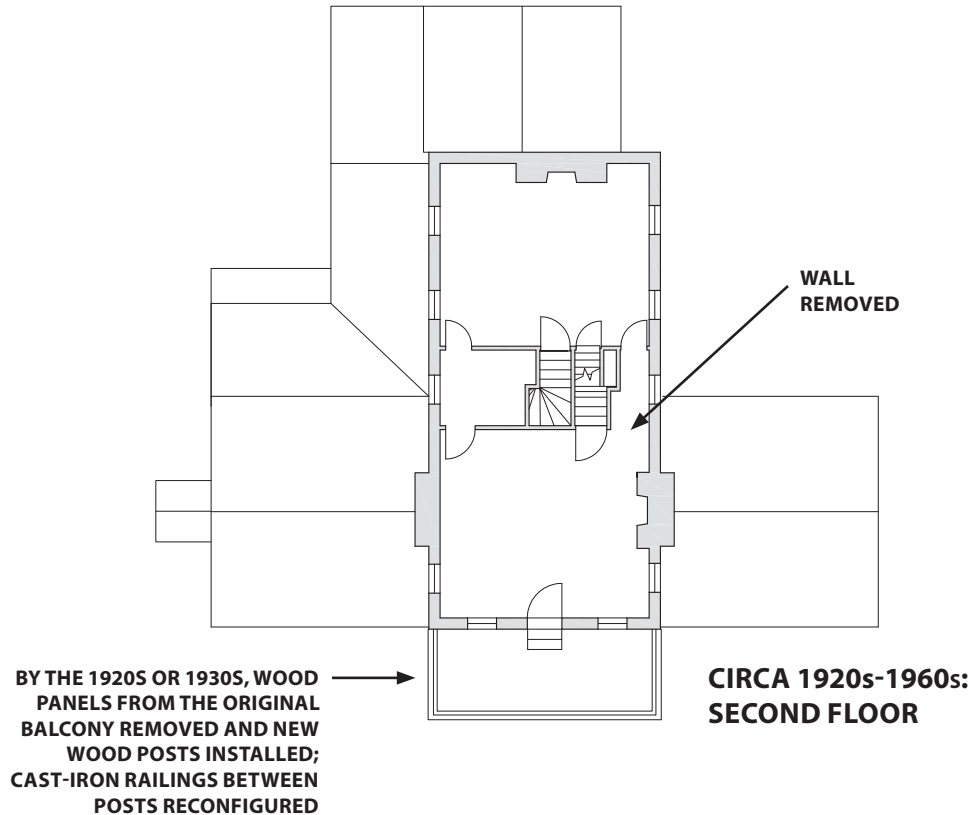 WALL
REMOVED
BY THE 1920S OR 1930S, WOOD
PANELS FROM THE ORIGINAL
BALCONY REMOVED AND NEW
WOOD POSTS INSTALLED;
CAST-IRON RAILINGS BETWEEN
POSTS RECONFIGURED
CIRCA 1920s-1960s:
SECOND FLOOR